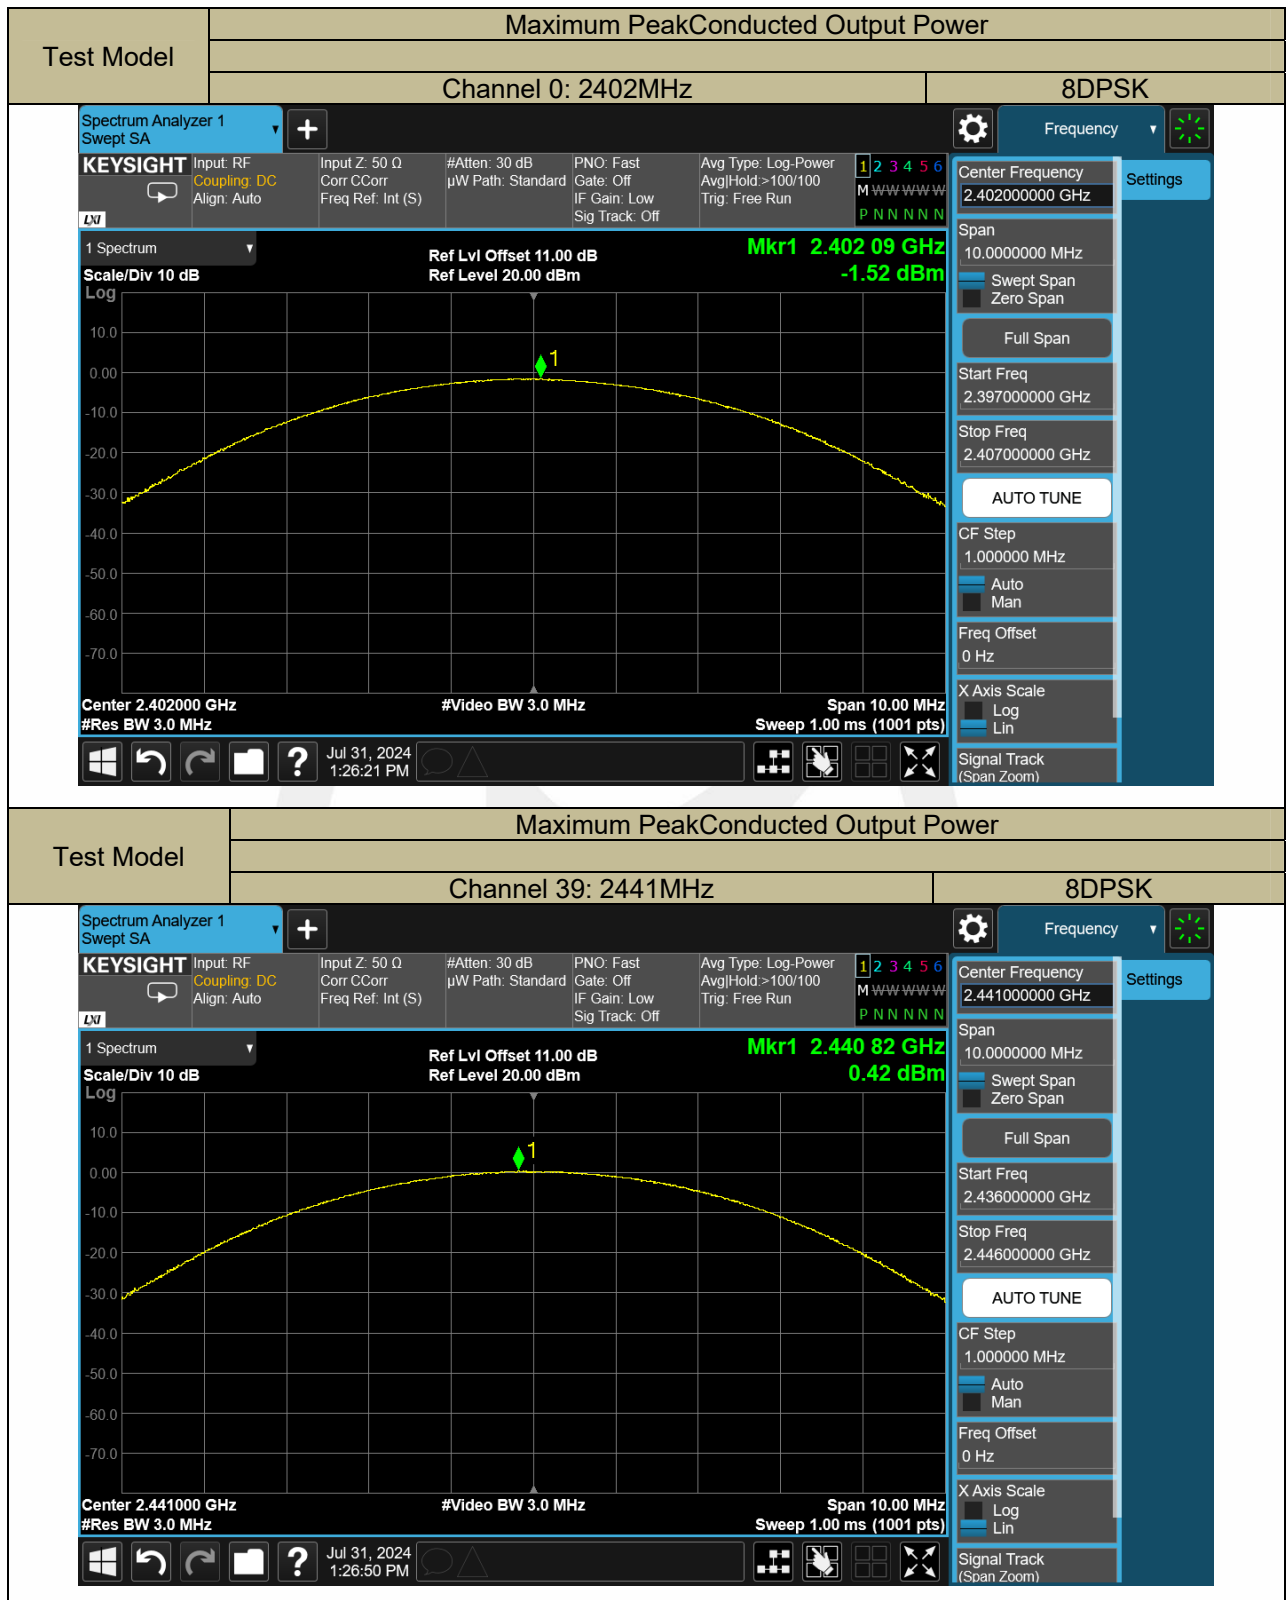 Test Model
Maximum PeakConducted Output Power
Channel 0: 2402MHz
8DPSK
Spectrum Analyzer 1
Swept SA
Frequency
KEYSIGHT
LXI
Input: RF
Coupling: DC
Align: Auto
Input Z: 50 Ω
Corr CCorr
Freq Ref: Int (S)
#Atten: 30 dB
µW Path: Standard
PNO: Fast
Gate: Off
IF Gain: Low
Sig Track: Off
Avg Type: Log-Power
Avg|Hold:>100/100
Trig: Free Run
1 2 3 4 5 6
M W W W W W
P N N N N N
1 Spectrum
Scale/Div 10 dB
Log
Ref Lvl Offset 11.00 dB
Ref Level 20.00 dBm
Mkr1 2.402 09 GHz
-1.52 dBm
1
10.0
0.00
-10.0
-20.0
-30.0
-40.0
-50.0
-60.0
-70.0
Center 2.402000 GHz
#Res BW 3.0 MHz
#Video BW 3.0 MHz
Span 10.00 MHz
Sweep 1.00 ms (1001 pts)
Jul 31, 2024
1:26:21 PM
Center Frequency
2.402000000 GHz
Settings
Span
10.0000000 MHz
Swept Span
Zero Span
Full Span
Start Freq
2.397000000 GHz
Stop Freq
2.407000000 GHz
AUTO TUNE
CF Step
1.000000 MHz
Auto
Man
Freq Offset
0 Hz
X Axis Scale
Log
Lin
Signal Track
(Span Zoom)
Test Model
Maximum PeakConducted Output Power
Channel 39: 2441MHz
8DPSK
Spectrum Analyzer 1
Swept SA
Frequency
KEYSIGHT
LXI
Input: RF
Coupling: DC
Align: Auto
Input Z: 50 Ω
Corr CCorr
Freq Ref: Int (S)
#Atten: 30 dB
µW Path: Standard
PNO: Fast
Gate: Off
IF Gain: Low
Sig Track: Off
Avg Type: Log-Power
Avg|Hold:>100/100
Trig: Free Run
1 2 3 4 5 6
M W W W W W
P N N N N N
1 Spectrum
Scale/Div 10 dB
Log
Ref Lvl Offset 11.00 dB
Ref Level 20.00 dBm
Mkr1 2.440 82 GHz
0.42 dBm
1
10.0
0.00
-10.0
-20.0
-30.0
-40.0
-50.0
-60.0
-70.0
Center 2.441000 GHz
#Res BW 3.0 MHz
#Video BW 3.0 MHz
Span 10.00 MHz
Sweep 1.00 ms (1001 pts)
Jul 31, 2024
1:26:50 PM
Center Frequency
2.441000000 GHz
Settings
Span
10.0000000 MHz
Swept Span
Zero Span
Full Span
Start Freq
2.436000000 GHz
Stop Freq
2.446000000 GHz
AUTO TUNE
CF Step
1.000000 MHz
Auto
Man
Freq Offset
0 Hz
X Axis Scale
Log
Lin
Signal Track
(Span Zoom)